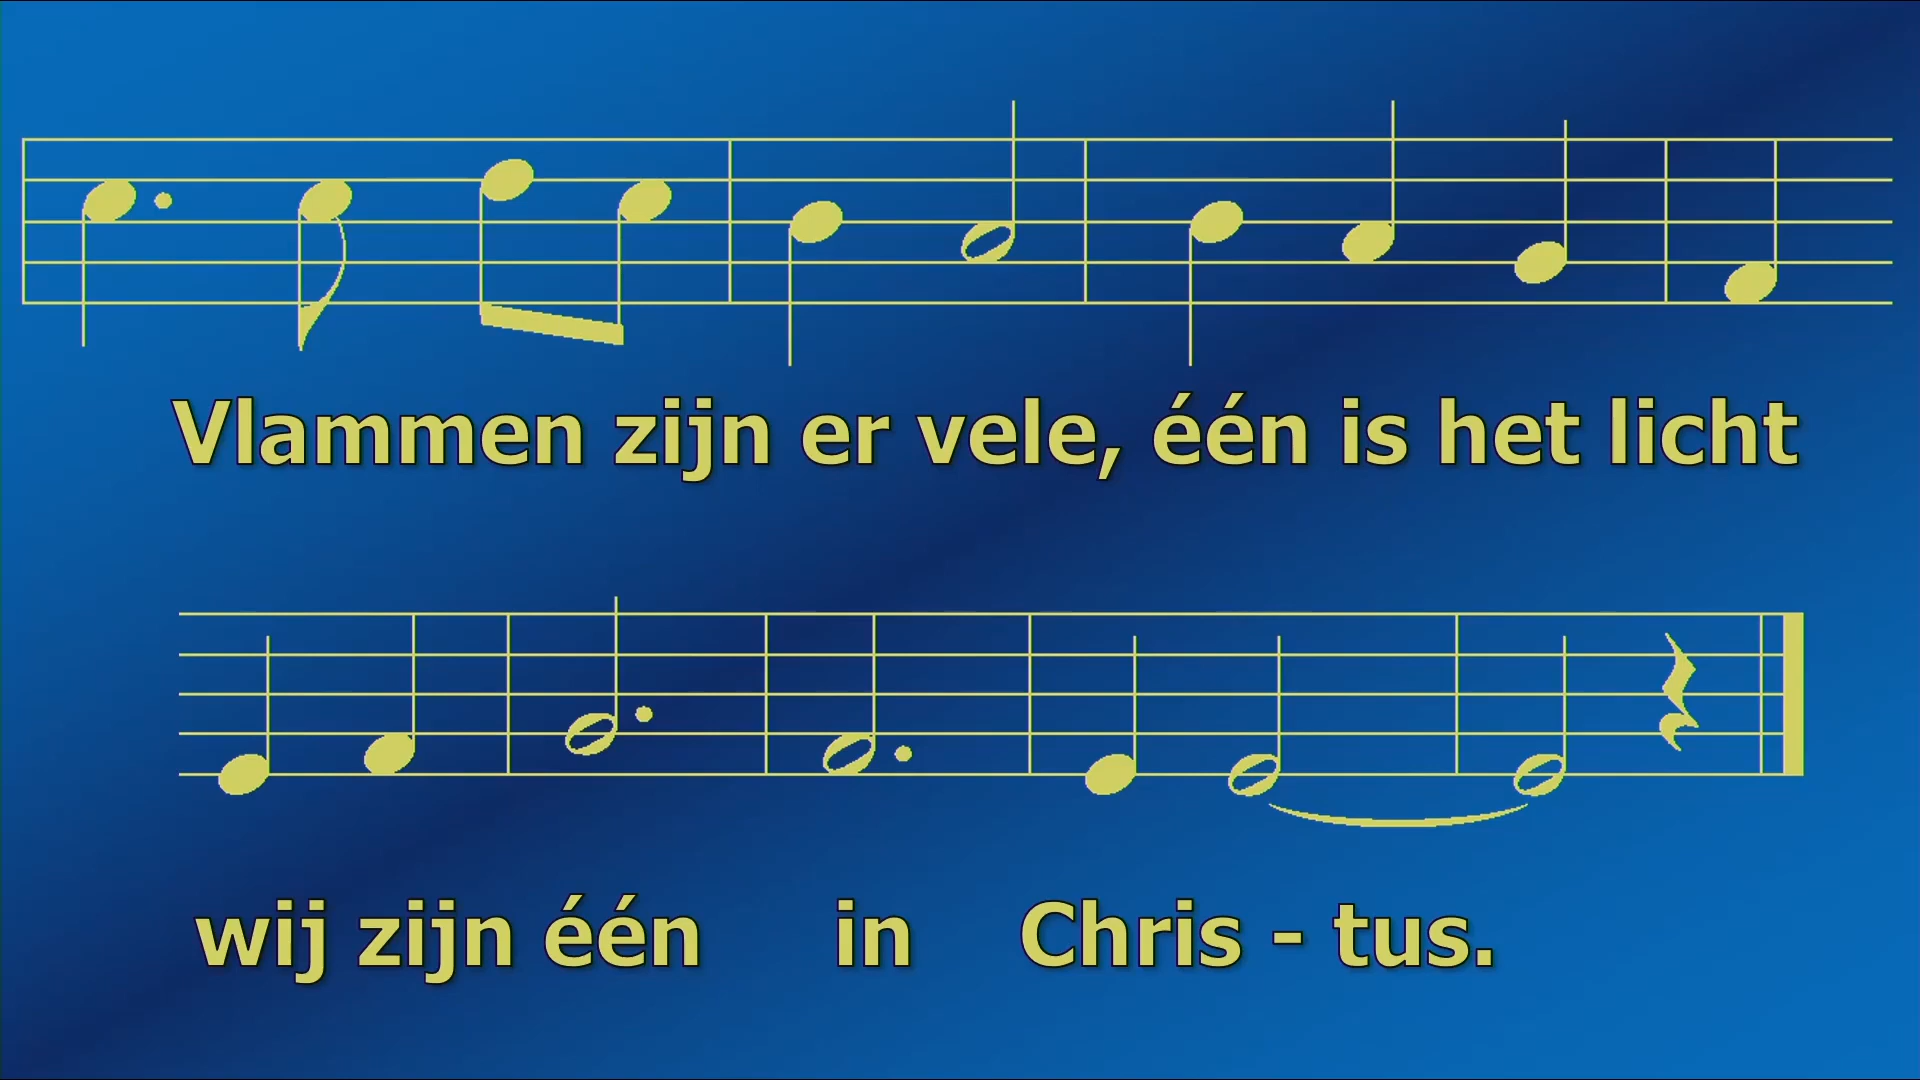 Vlammen zijn er vele, één is het licht
wij zijn één in Chris - tus.